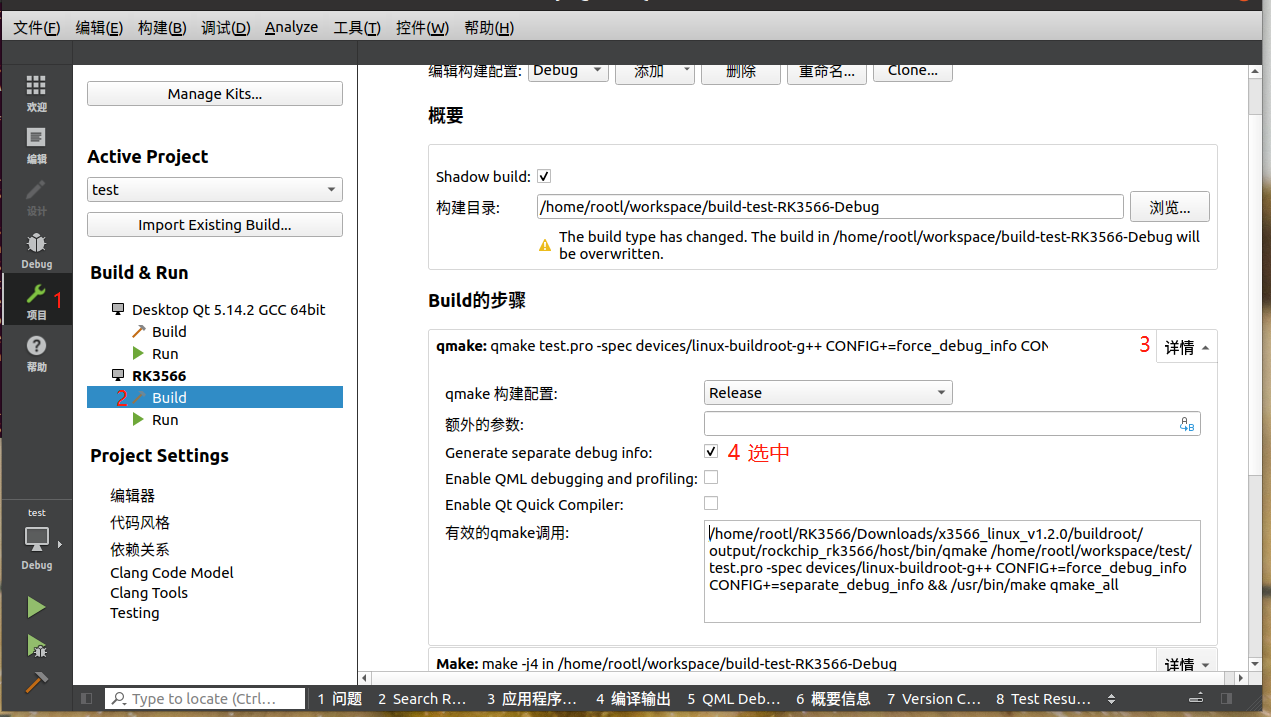 文件(F) 编辑(E) 构建(B) 调试(D) Analyze 工具(T) 控件(W) 帮助(H)
欢迎
编辑
设计
Debug
项目
1
帮助
test
Debug
Manage Kits...
Active Project
test
Import Existing Build...
Build & Run
Desktop Qt 5.14.2 GCC 64bit
Build
Run
RK3566
2 Build
Run
Project Settings
编辑器
代码风格
依赖关系
Clang Code Model
Clang Tools
Testing
编辑构建配置: Debug 添加 删除 重命名... Clone...
概要
Shadow build:
构建目录: /home/rootl/workspace/build-test-RK3566-Debug 浏览...
The build type has changed. The build in /home/rootl/workspace/build-test-RK3566-Debug will
be overwritten.
Build的步骤
qmake: qmake test.pro -spec devices/linux-buildroot-g++ CONFIG+=force_debug_info CON 3 详情
qmake 构建配置: Release
额外的参数:
Generate separate debug info: 4 选中
Enable QML debugging and profiling:
Enable Qt Quick Compiler:
有效的qmake调用:
/home/rootl/RK3566/Downloads/x3566_linux_v1.2.0/buildroot/
output/rockchip_rk3566/host/bin/qmake /home/rootl/workspace/test/
test.pro -spec devices/linux-buildroot-g++ CONFIG+=force_debug_info
CONFIG+=separate_debug_info && /usr/bin/make qmake_all
Make: make -j4 in /home/rootl/workspace/build-test-RK3566-Debug 详情
Type to locate (Ctrl... 1 问题 2 Search R... 3 应用程序... 4 编译输出 5 QML Deb... 6 概要信息 7 Version C... 8 Test Resu...